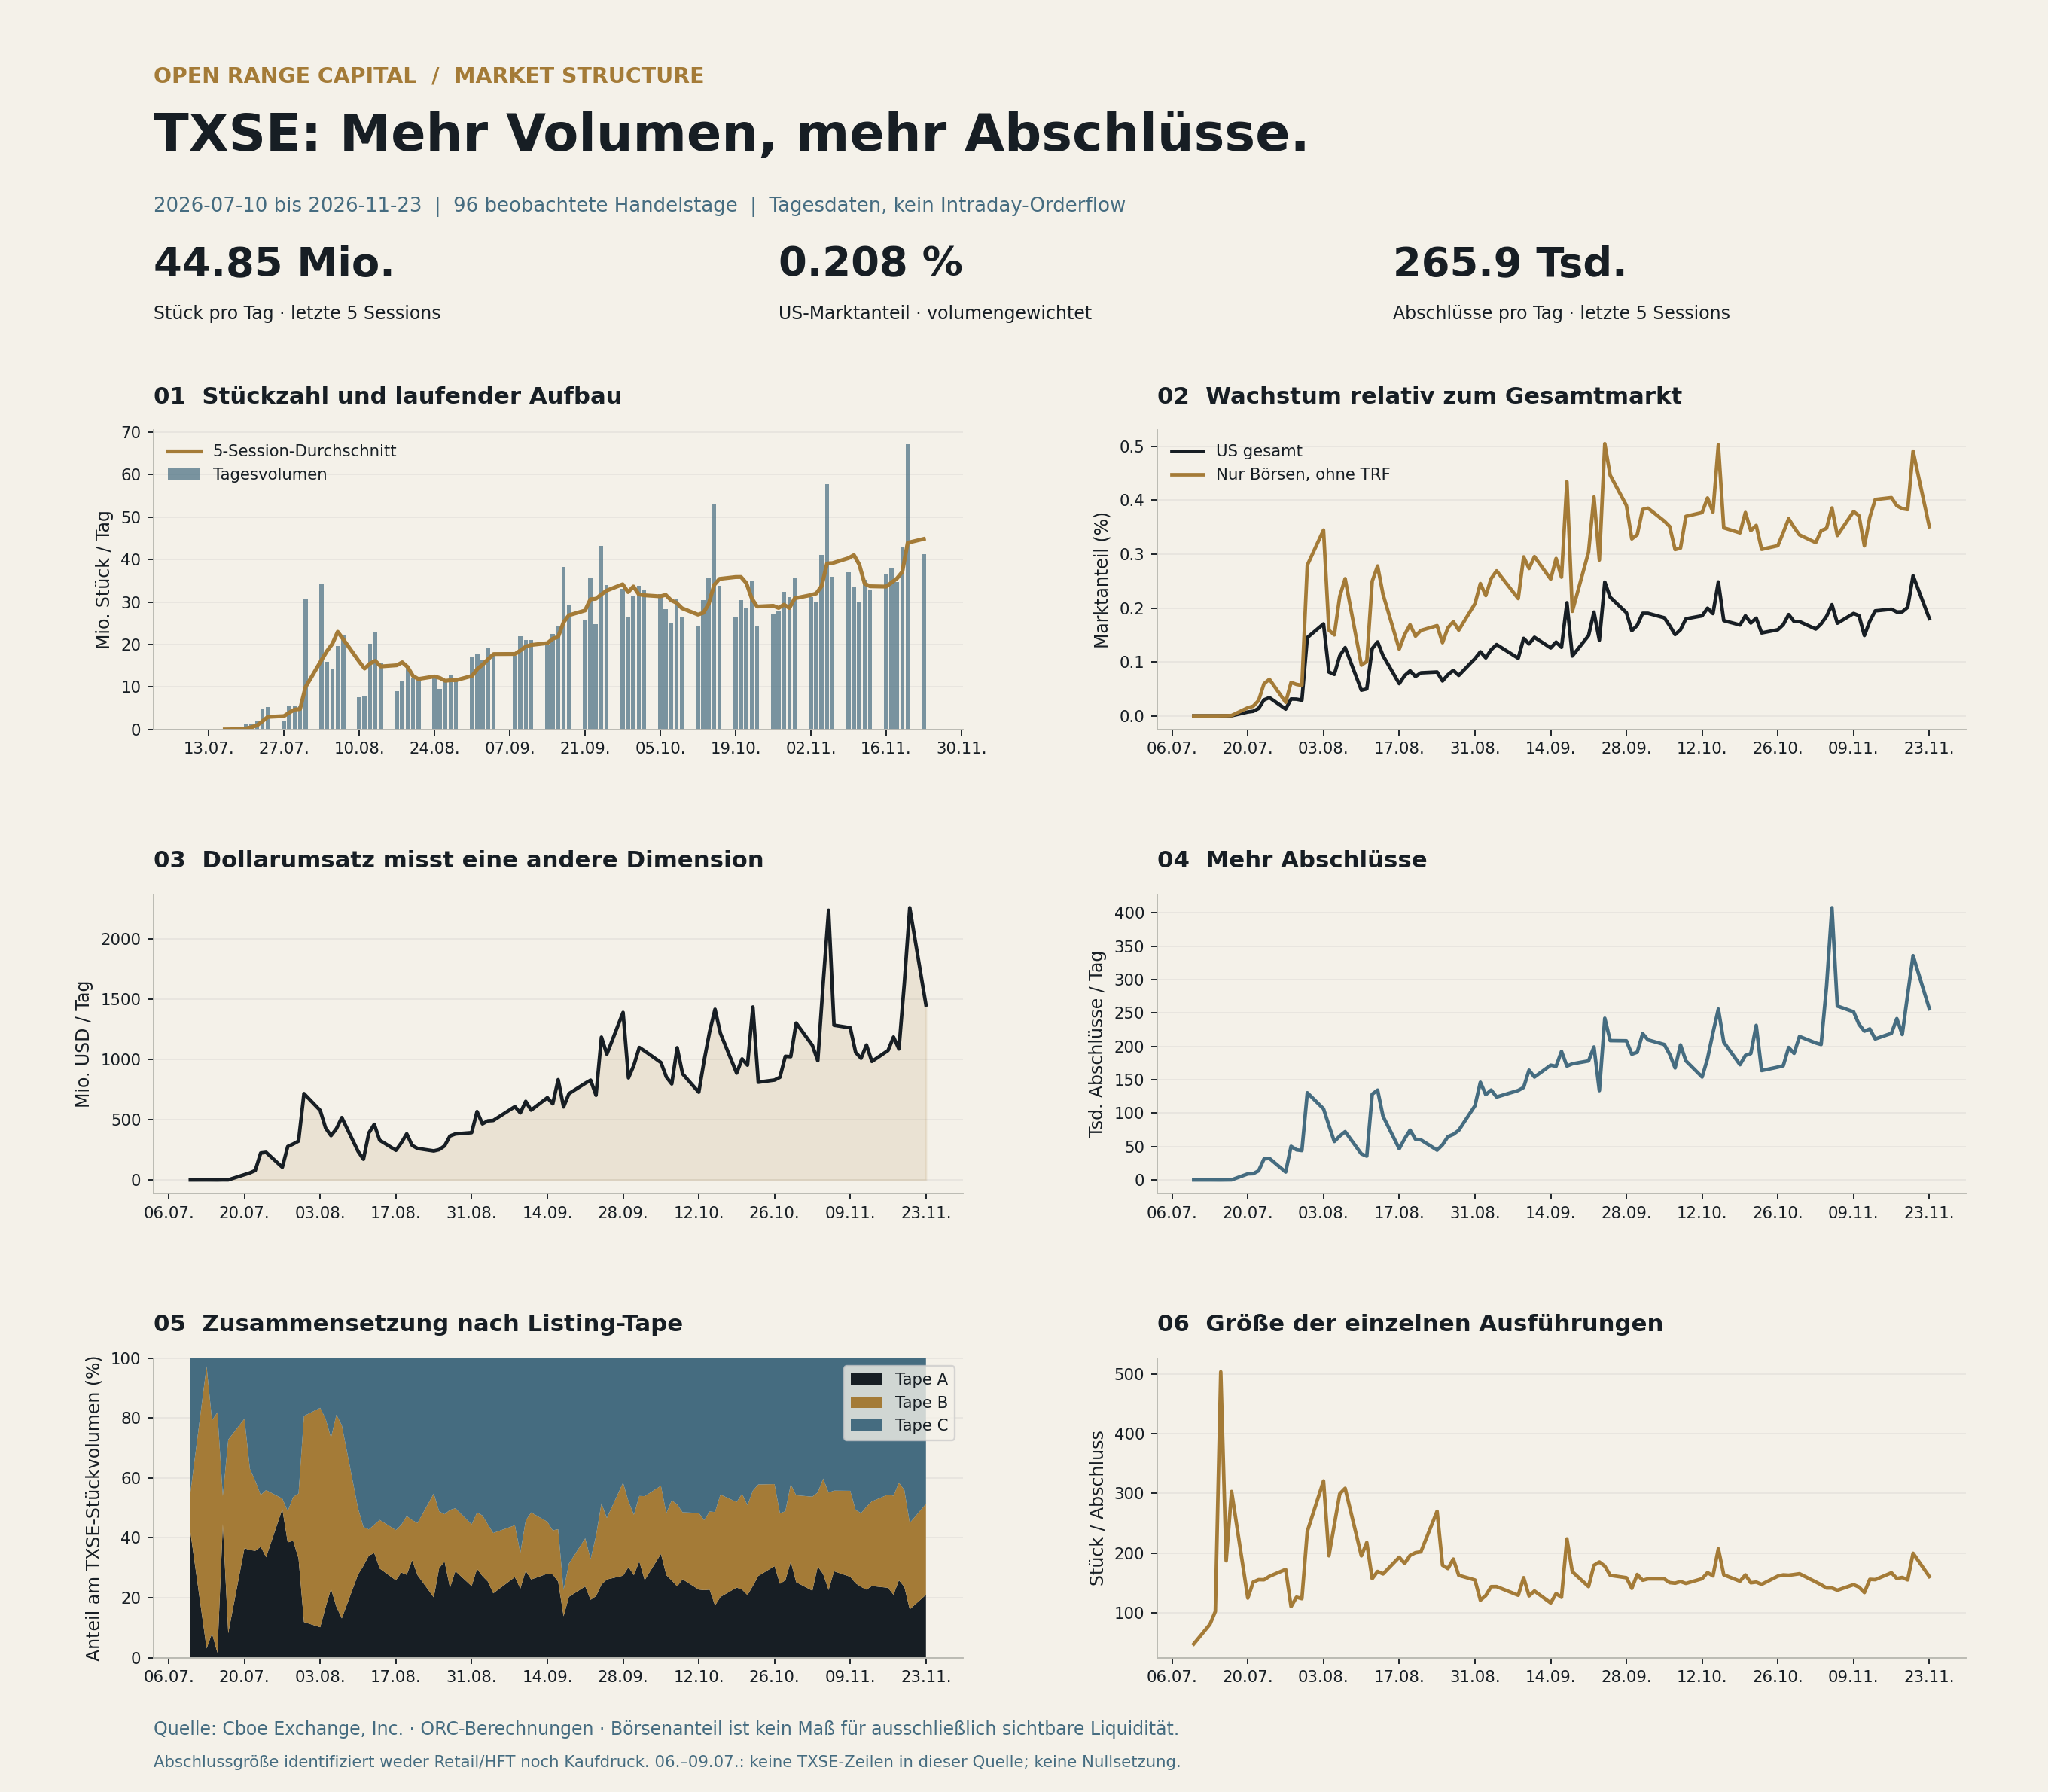 OPEN RANGE CAPITAL / MARKET STRUCTURE
TXSE: Mehr Volumen, mehr Abschlüsse.
2026-07-10 bis 2026-11-23 | 96 beobachtete Handelstage | Tagesdaten, kein Intraday-Orderflow
44.85 Mio.
Stück pro Tag · letzte 5 Sessions
0.208 %
US-Marktanteil · volumengewichtet
265.9 Tsd.
Abschlüsse pro Tag · letzte 5 Sessions
01 Stückzahl und laufender Aufbau
Mio. Stück / Tag
70
60
50
40
30
20
10
0
5-Session-Durchschnitt
Tagesvolumen
13.07. 27.07. 10.08. 24.08. 07.09. 21.09. 05.10. 19.10. 02.11. 16.11. 30.11.
02 Wachstum relativ zum Gesamtmarkt
Marktanteil (%)
0.5
0.4
0.3
0.2
0.1
0.0
US gesamt
Nur Börsen, ohne TRF
06.07. 20.07. 03.08. 17.08. 31.08. 14.09. 28.09. 12.10. 26.10. 09.11. 23.11.
03 Dollarumsatz misst eine andere Dimension
Mio. USD / Tag
2000
1500
1000
500
0
06.07. 20.07. 03.08. 17.08. 31.08. 14.09. 28.09. 12.10. 26.10. 09.11. 23.11.
04 Mehr Abschlüsse
Tsd. Abschlüsse / Tag
400
350
300
250
200
150
100
50
0
06.07. 20.07. 03.08. 17.08. 31.08. 14.09. 28.09. 12.10. 26.10. 09.11. 23.11.
05 Zusammensetzung nach Listing-Tape
Anteil am TXSE-Stückvolumen (%)
100
80
60
40
20
0
Tape A
Tape B
Tape C
06.07. 20.07. 03.08. 17.08. 31.08. 14.09. 28.09. 12.10. 26.10. 09.11. 23.11.
06 Größe der einzelnen Ausführungen
Stück / Abschluss
500
400
300
200
100
06.07. 20.07. 03.08. 17.08. 31.08. 14.09. 28.09. 12.10. 26.10. 09.11. 23.11.
Quelle: Cboe Exchange, Inc. · ORC-Berechnungen · Börsenanteil ist kein Maß für ausschließlich sichtbare Liquidität.
Abschlussgröße identifiziert weder Retail/HFT noch Kaufdruck. 06.–09.07.: keine TXSE-Zeilen in dieser Quelle; keine Nullsetzung.